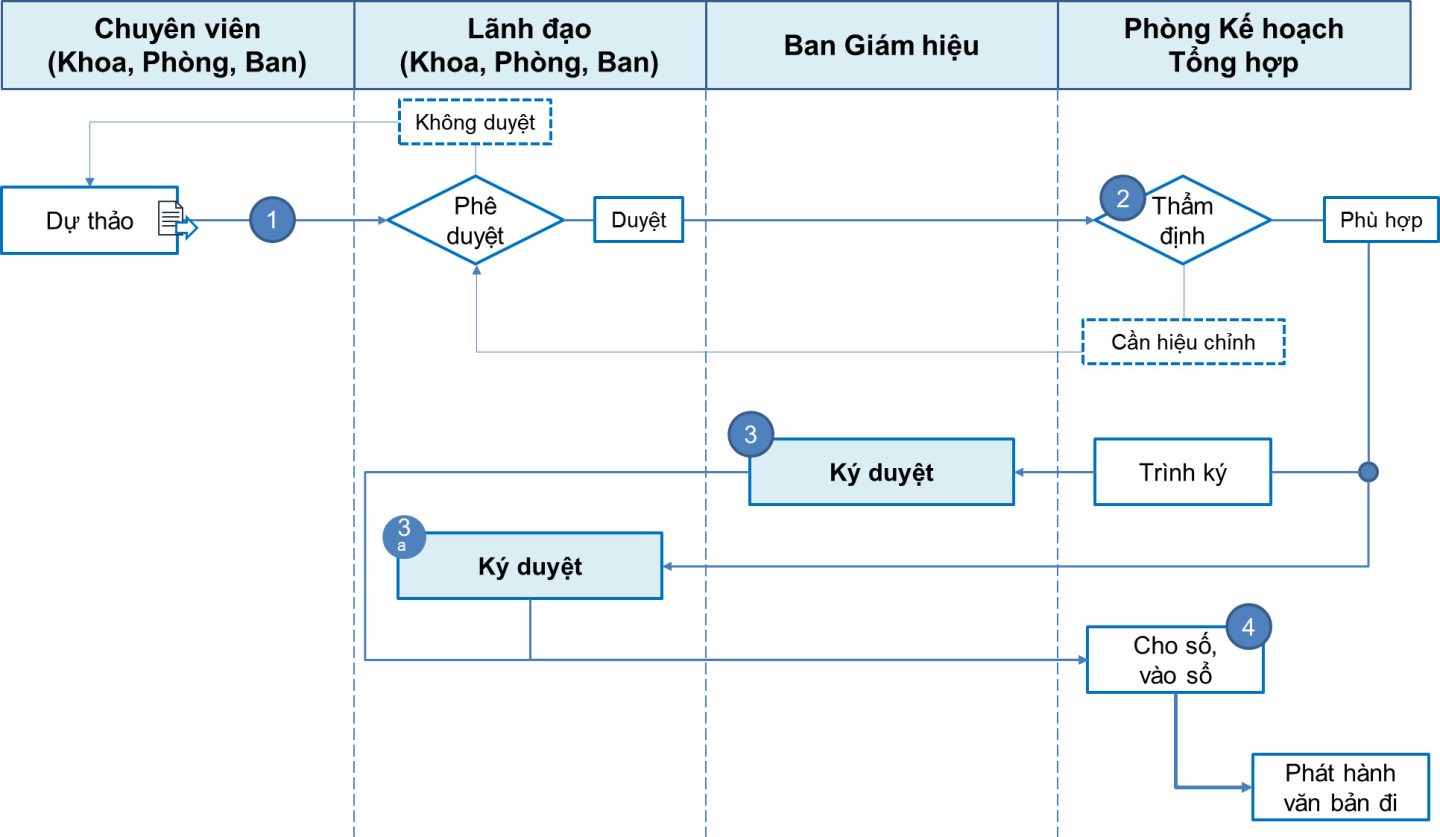 Chuyên viên
(Khoa, Phòng, Ban)
Lãnh đạo
(Khoa, Phòng, Ban)
Ban Giám hiệu
Phòng Kế hoạch
Tổng hợp
Không duyệt
Dự thảo
1
Phê
duyệt
Duyệt
2
Thẩm
định
Phù hợp
Cần hiệu chỉnh
3
Ký duyệt
Trình ký
3
a
Ký duyệt
4
Cho số,
vào sổ
Phát hành
văn bản đi